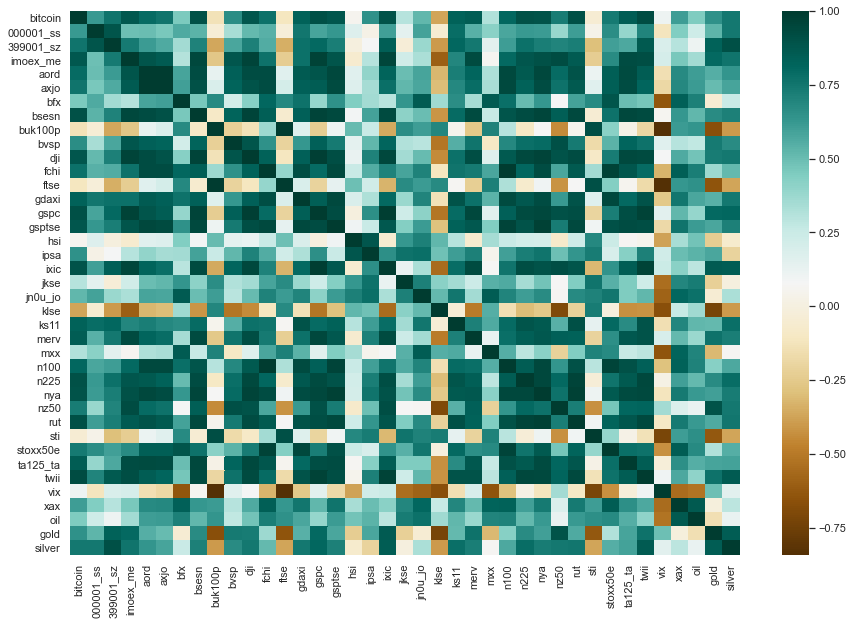 bitcoin
000001_ss
399001_sz
imoex_me
aord
axjo
bfx
bsesn
buk100p
bvsp
dji
fchi
ftse
gdaxi
gspc
gsptse
hsi
ipsa
ixic
jkse
jn0u_jo
klse
ks11
merv
mxx
n100
n225
nya
nz50
rut
sti
stoxx50e
ta125_ta
twii
vix
xax
oil
gold
silver
bitcoin
000001_ss
399001_sz
imoex_me
aord
axjo
bfx
bsesn
buk100p
bvsp
dji
fchi
ftse
gdaxi
gspc
gsptse
hsi
ipsa
ixic
jkse
jn0u_jo
klse
ks11
merv
mxx
n100
n225
nya
nz50
rut
sti
stoxx50e
ta125_ta
twii
vix
xax
oil
gold
silver
1.00
0.75
0.50
0.25
0.00
−0.25
−0.50
−0.75